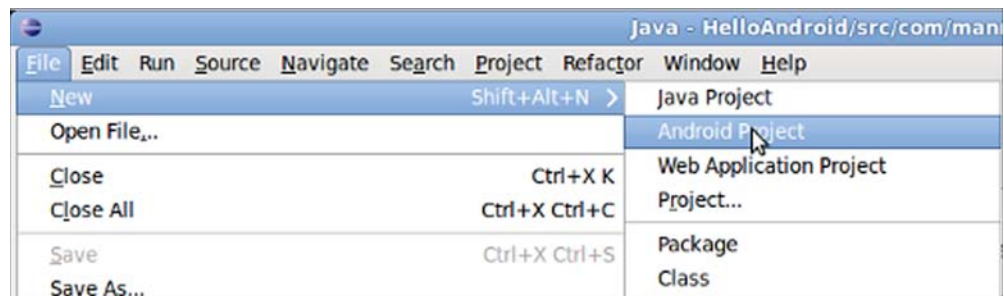 Java - HelloAndroid/src/com/man
File Edit Run Source Navigate Search Project Refactor Window Help
New Shift+Alt+N >
Open File...
Close Ctrl+X K
Close All Ctrl+X Ctrl+C
Save Ctrl+X Ctrl+S
Save As...
Java Project
Android Project
Web Application Project
Project...
Package
Class